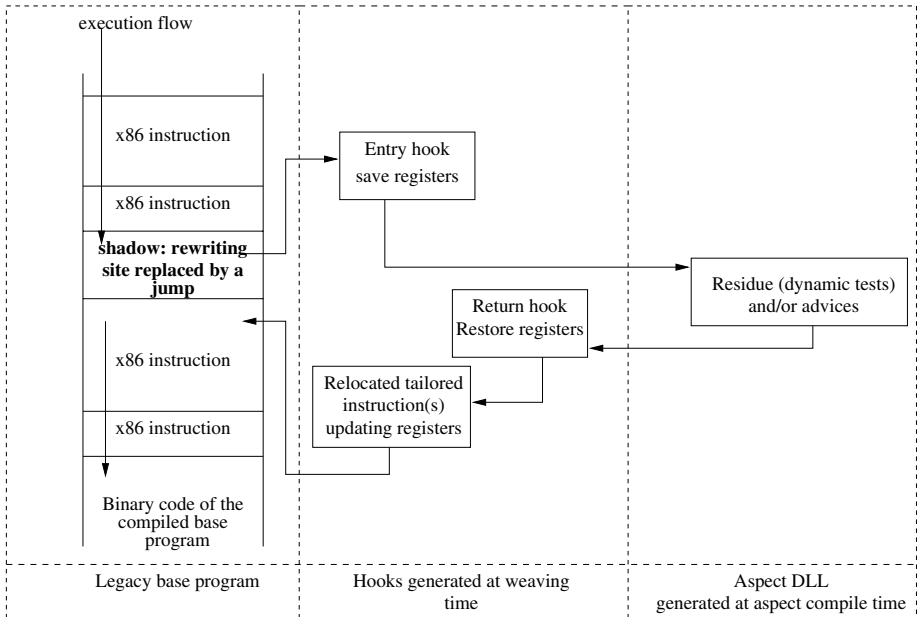 execution flow
x86 instruction
x86 instruction
shadow: rewriting
site replaced by a
jump
x86 instruction
x86 instruction
Binary code of the
compiled base
program
Entry hook
save registers
Residue (dynamic tests)
and/or advices
Return hook
Restore registers
Relocated tailored
instruction(s)
updating registers
Legacy base program
Hooks generated at weaving
time
Aspect DLL
generated at aspect compile time